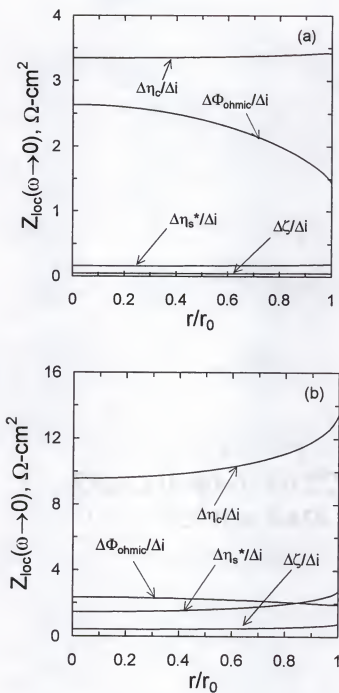 (a)
4
3
2
1
0
Z_loc(ω→0), Ω-cm²
Δη_c/Δi
ΔΦ_ohmic/Δi
Δη_s*/Δi
Δζ/Δi
0 0.2 0.4 0.6 0.8 1
r/r₀
(b)
16
12
8
4
0
Z_loc(ω→0), Ω-cm²
Δη_c/Δi
ΔΦ_ohmic/Δi
Δη_s*/Δi
Δζ/Δi
0 0.2 0.4 0.6 0.8 1
r/r₀